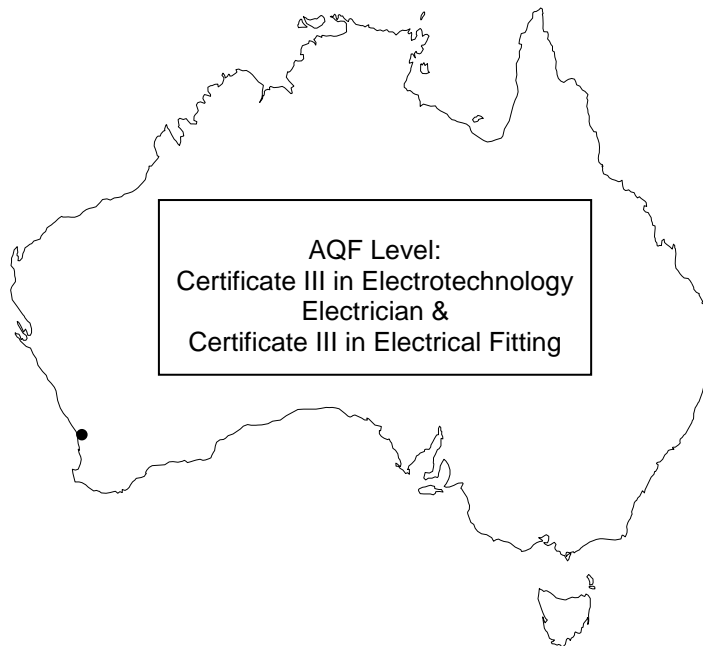 AQF Level:
Certificate III in Electrotechnology
Electrician &
Certificate III in Electrical Fitting